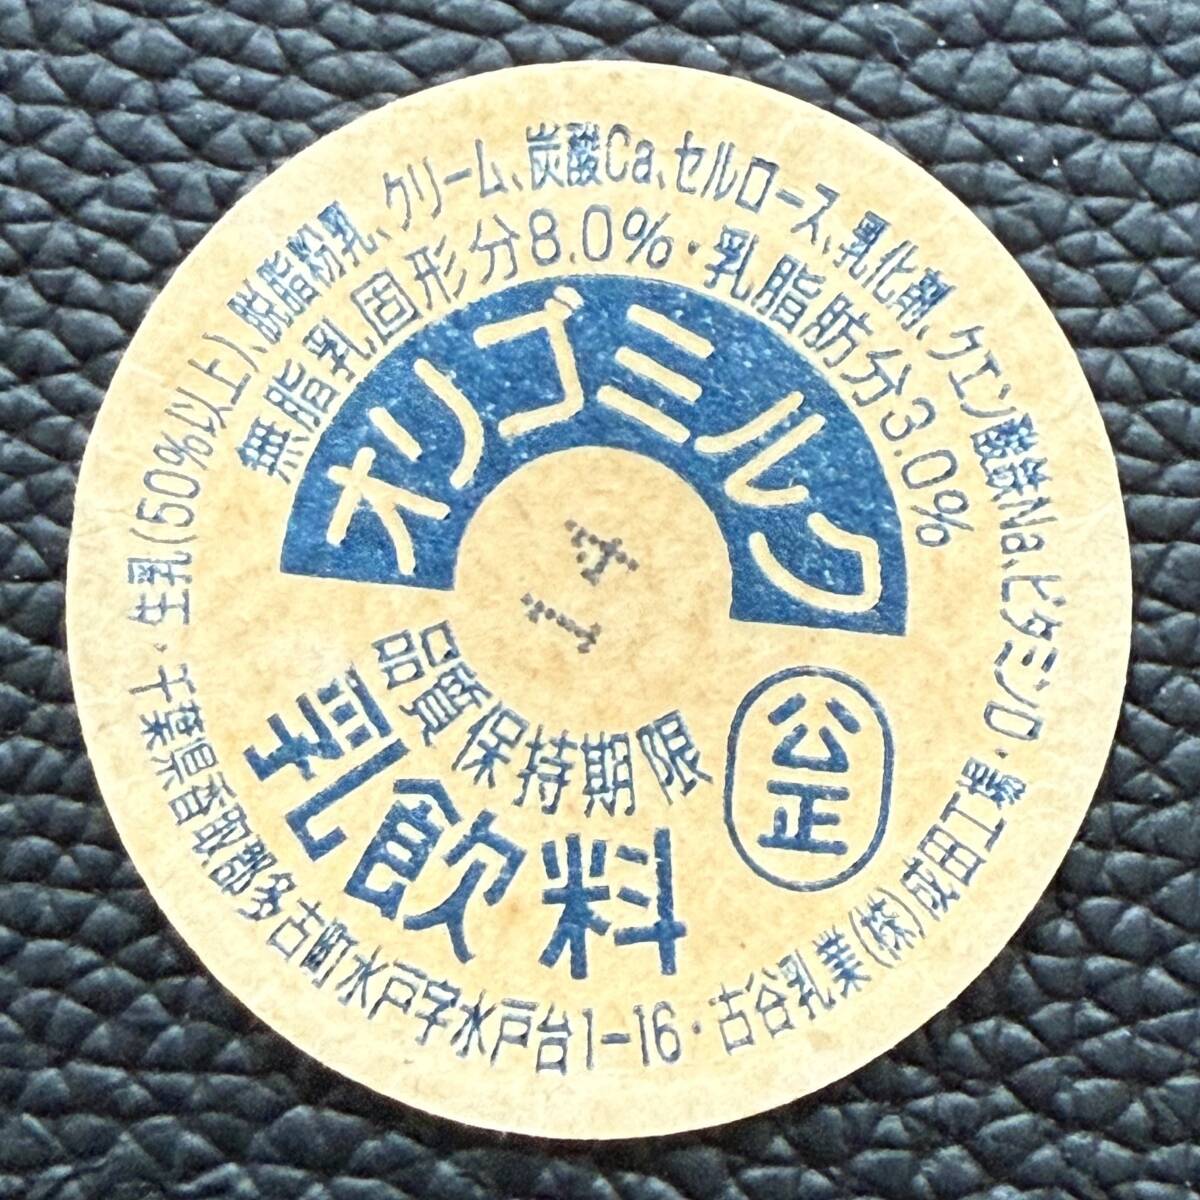 ・生乳(50%以上)、脱脂粉乳、クリーム、炭酸Ca、セルロース、乳化剤、クエン酸鉄Na、ビタミンD・
無脂乳固形分8.0%・乳脂肪分3.0%
オリゴミルク
14
品質保持期限
乳飲料
公正
千葉県香取郡多古町水戸字水戸台1-16・古谷乳業(株)成田工場